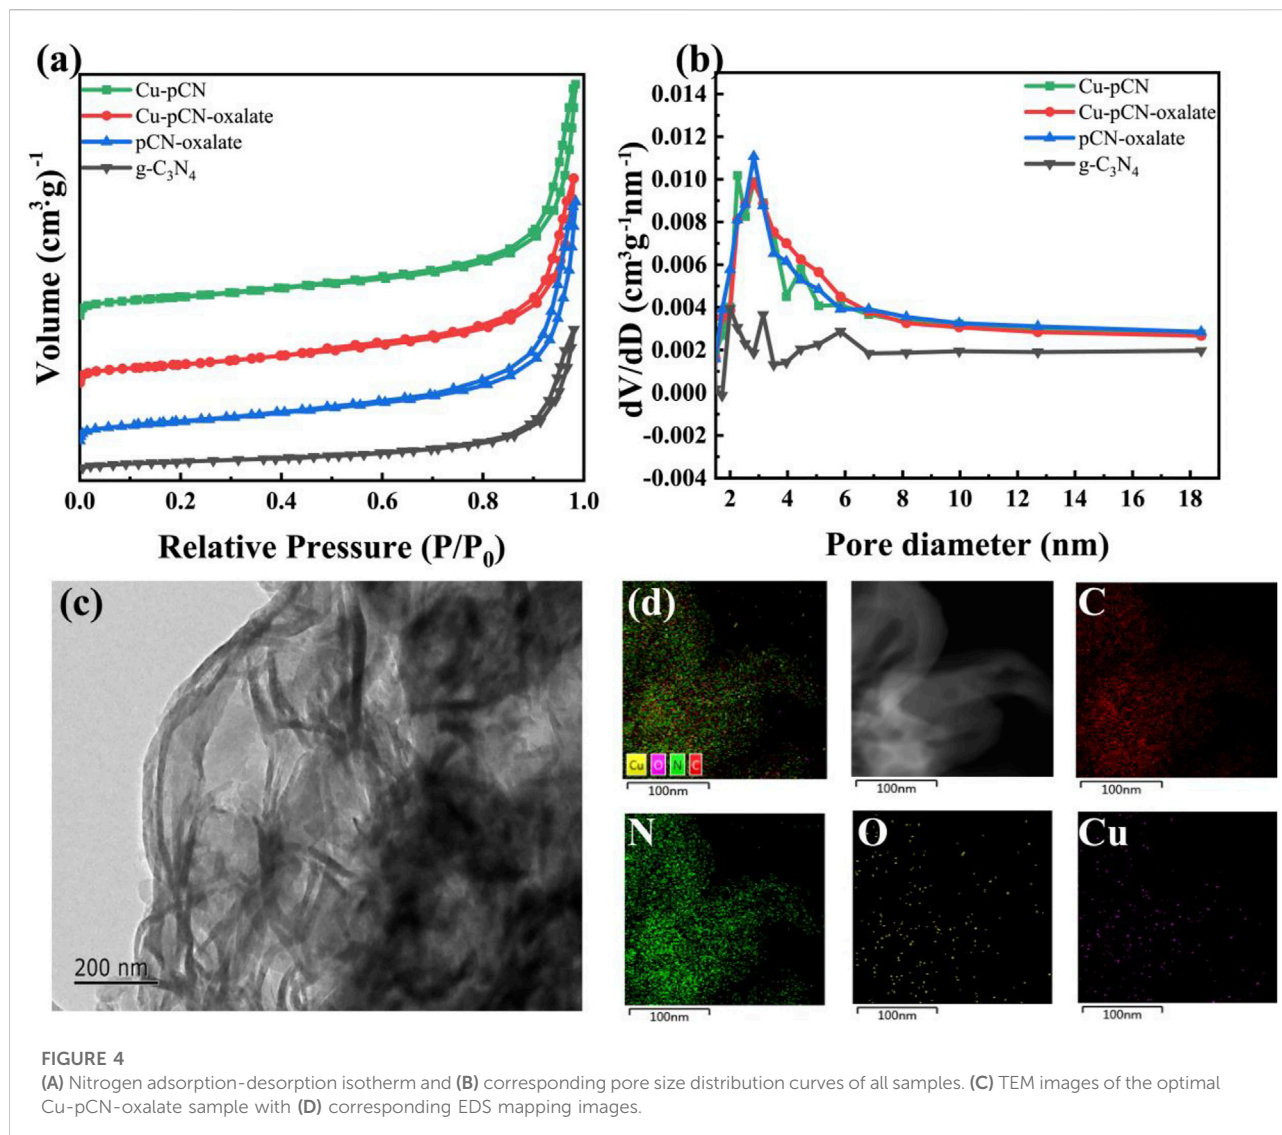 (a)
Cu-pCN
Cu-pCN-oxalate
pCN-oxalate
g-C₃N₄
Volume (cm³·g)⁻¹
0.0 0.2 0.4 0.6 0.8 1.0
Relative Pressure (P/P₀)
(b)
Cu-pCN
Cu-pCN-oxalate
pCN-oxalate
g-C₃N₄
0.014
0.012
0.010
0.008
0.006
0.004
0.002
0.000
-0.002
-0.004
dV/dD (cm³g⁻¹nm⁻¹)
2 4 6 8 10 12 14 16 18
Pore diameter (nm)
(c)
200 nm
(d)
Cu O N C
100nm
100nm
C
100nm
N
100nm
O
100nm
Cu
100nm
FIGURE 4
(A) Nitrogen adsorption-desorption isotherm and (B) corresponding pore size distribution curves of all samples. (C) TEM images of the optimal
Cu-pCN-oxalate sample with (D) corresponding EDS mapping images.